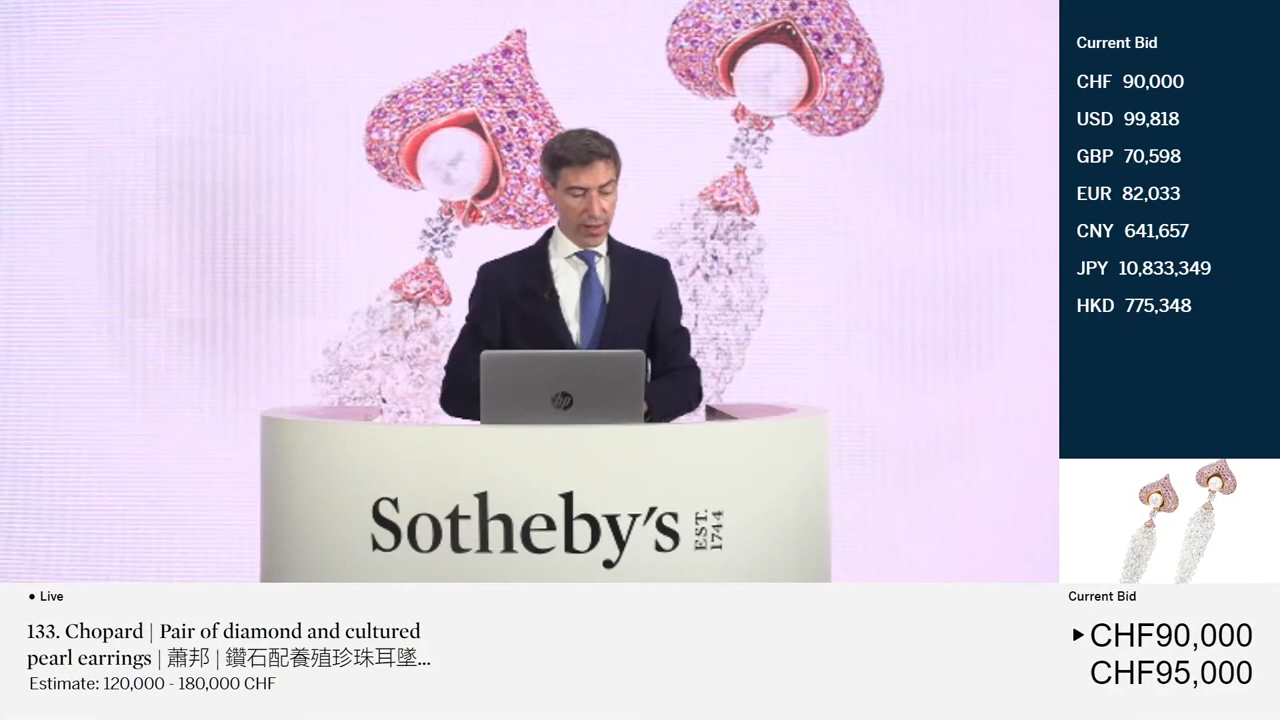 Current Bid
CHF 90,000
USD 99,818
GBP 70,598
EUR 82,033
CNY 641,657
JPY 10,833,349
HKD 775,348
hp
Sotheby's
EST.
1744
• Live
133. Chopard | Pair of diamond and cultured
pearl earrings | 蕭邦 | 鑽石配養殖珍珠耳墜...
Estimate: 120,000 - 180,000 CHF
Current Bid
CHF90,000
CHF95,000